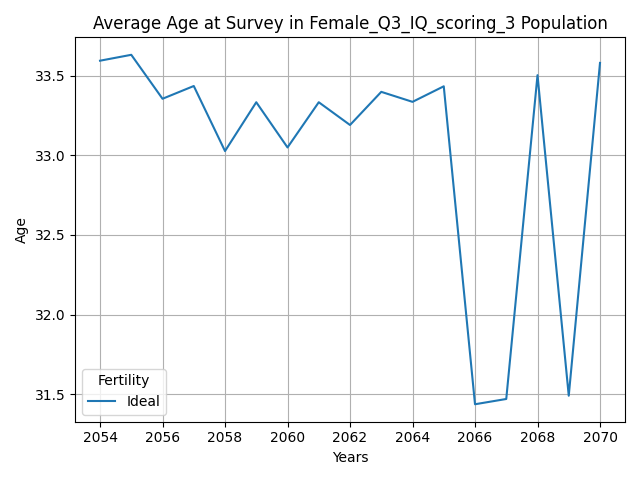 Average Age at Survey in Female_Q3_IQ_scoring_3 Population
Age
33.5
33.0
32.5
32.0
31.5
Fertility
Ideal
2054 2056 2058 2060 2062 2064 2066 2068 2070
Years